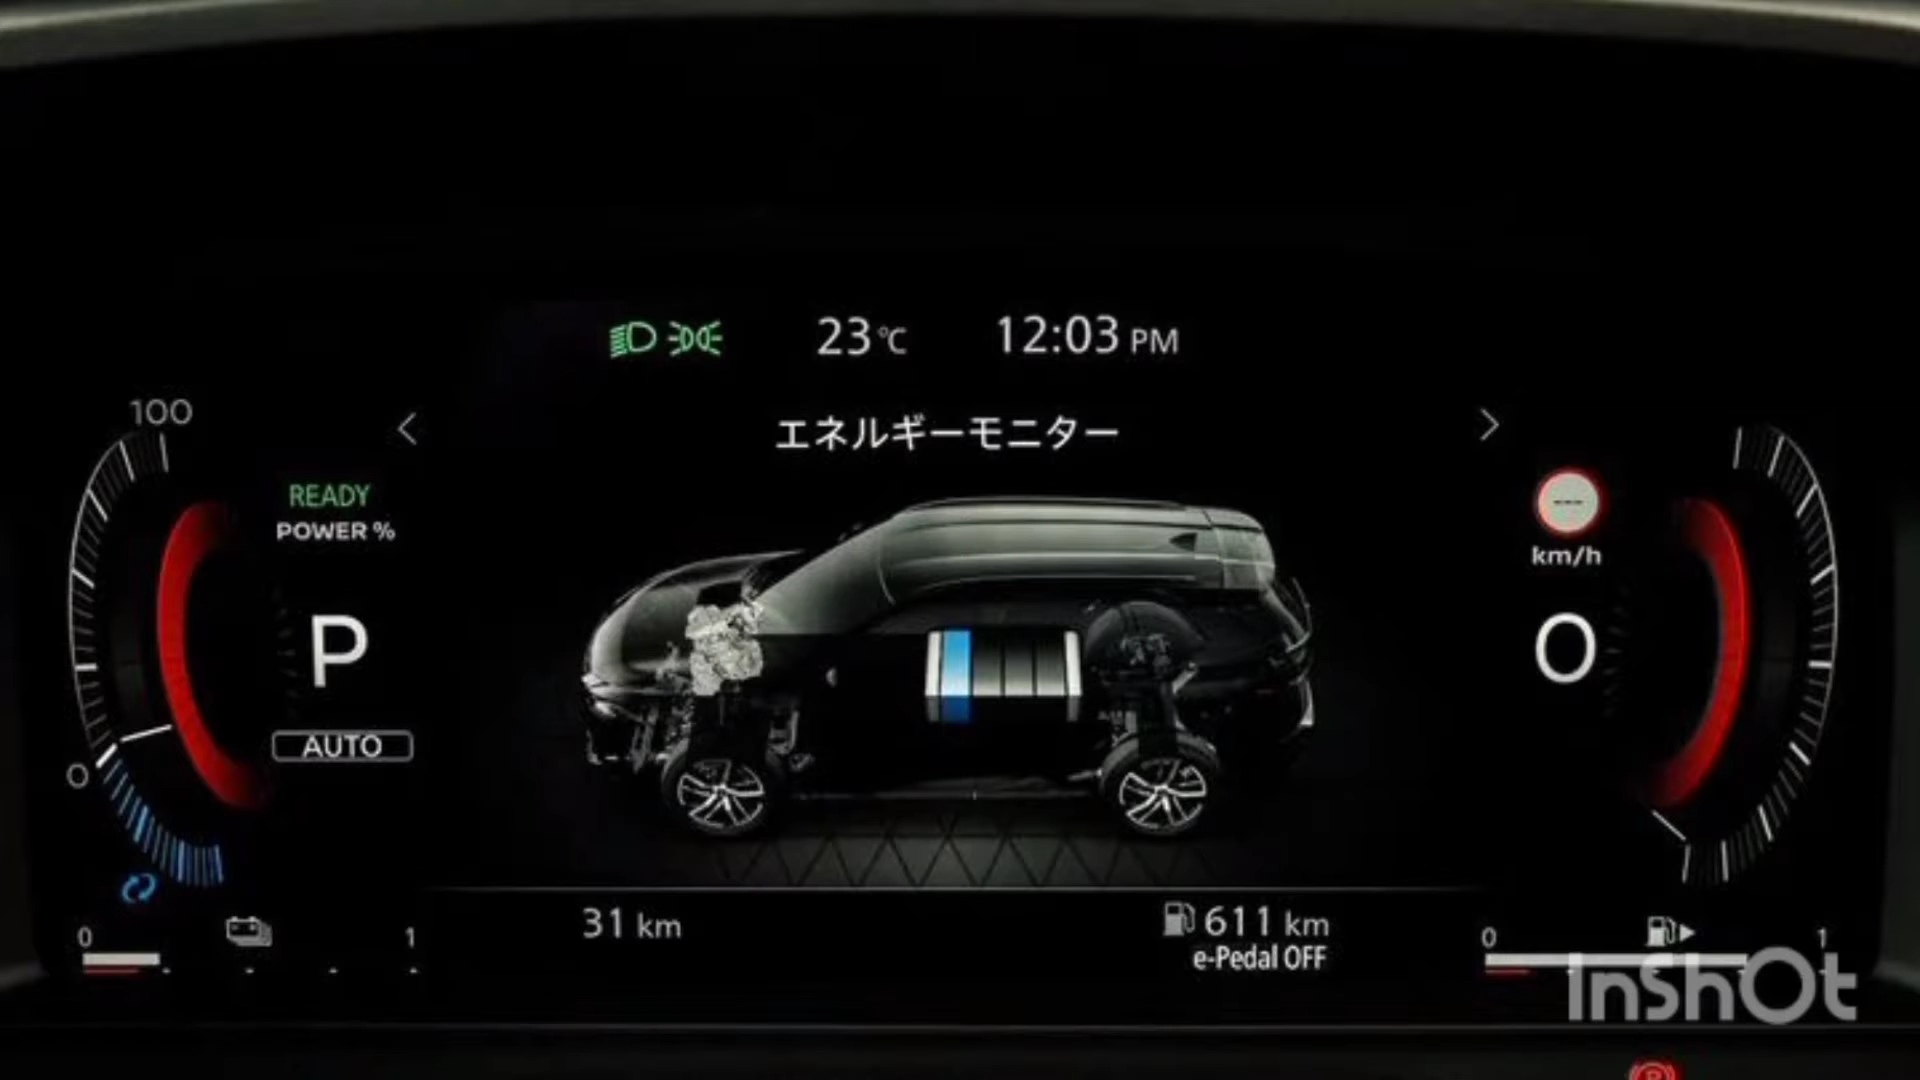 23℃ 12:03 PM
エネルギーモニター
100
READY
POWER %
P
AUTO
0
---
km/h
0
31 km
611 km
e-Pedal OFF
0 1
0 1
InShOt